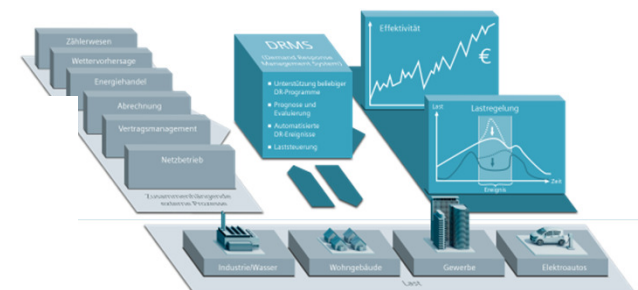 Zählerwesen
Wettervorhersage
Energiehandel
Abrechnung
Vertragsmanagement
Netzbetrieb
DRMS
(Demand Response
Management System)
• Unterstützung beliebiger
DR-Programme
• Prognose und
Evaluierung
• Automatisierte
DR-Ereignisse
• Laststeuerung
Effektivität
€
Last
Lastregelung
Zeit
Ereignis
Industrie/Wasser
Wohngebäude
Gewerbe
Elektroautos
Last